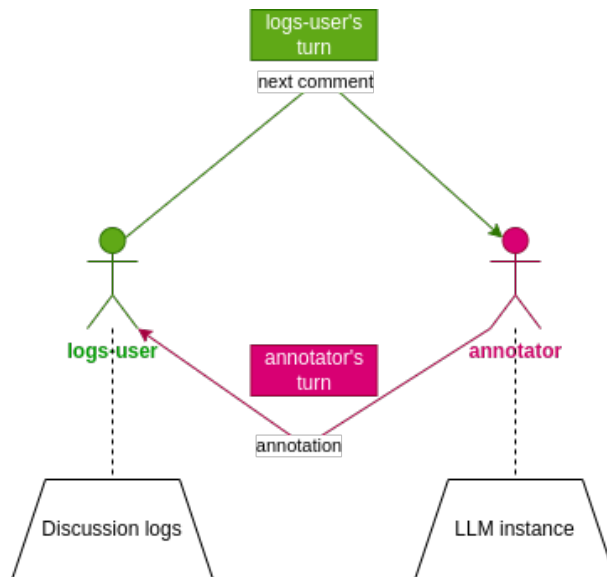 logs-user's
turn
next comment
logs-user
annotator
annotator's
turn
annotation
Discussion logs
LLM instance